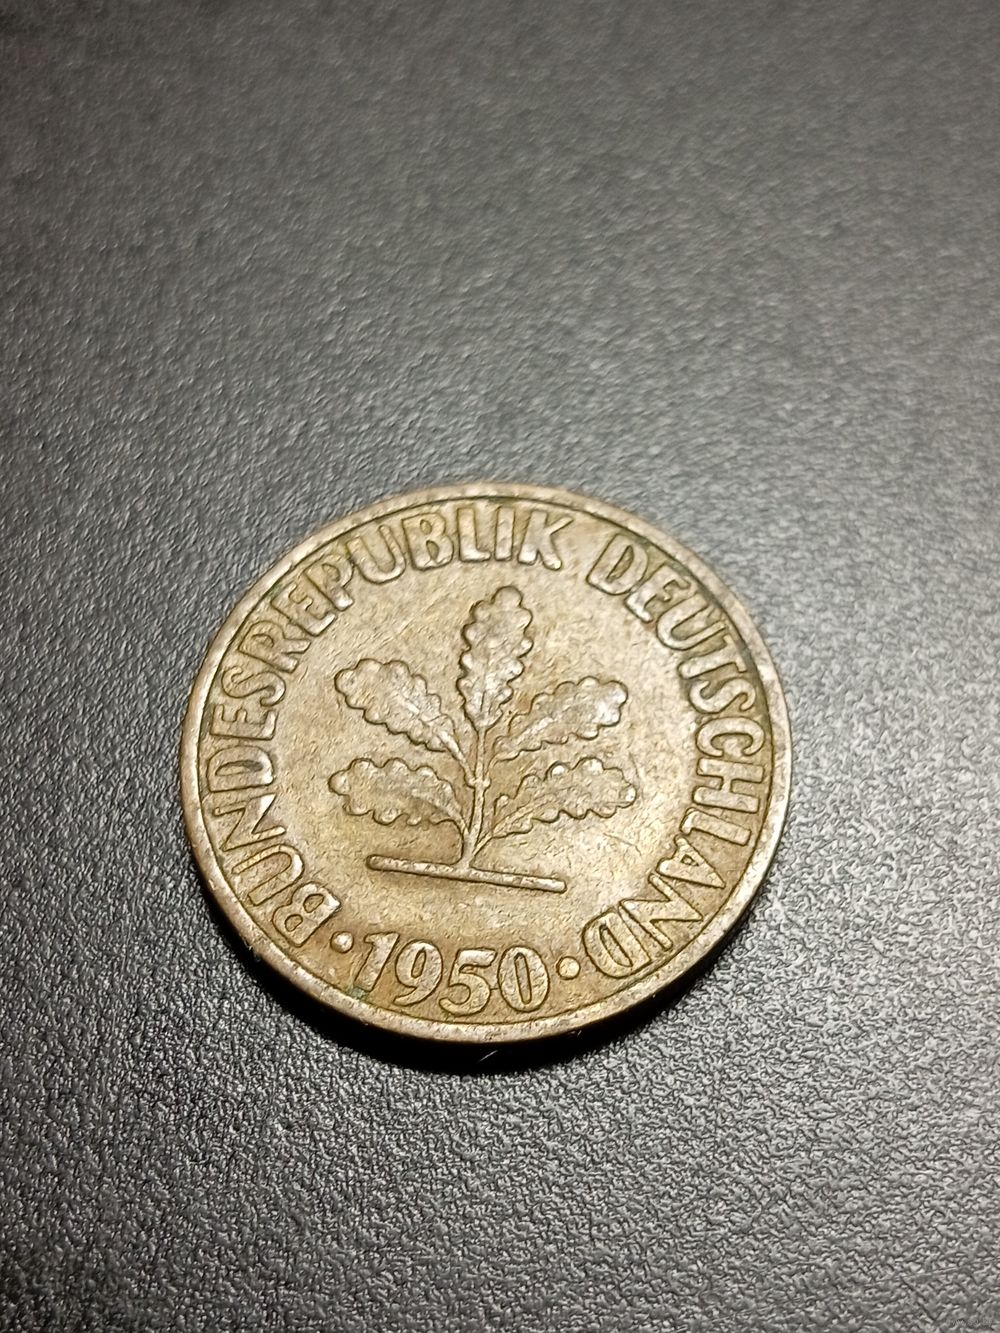 BUNDESREPUBLIK DEUTSCHLAND
· 1950 ·